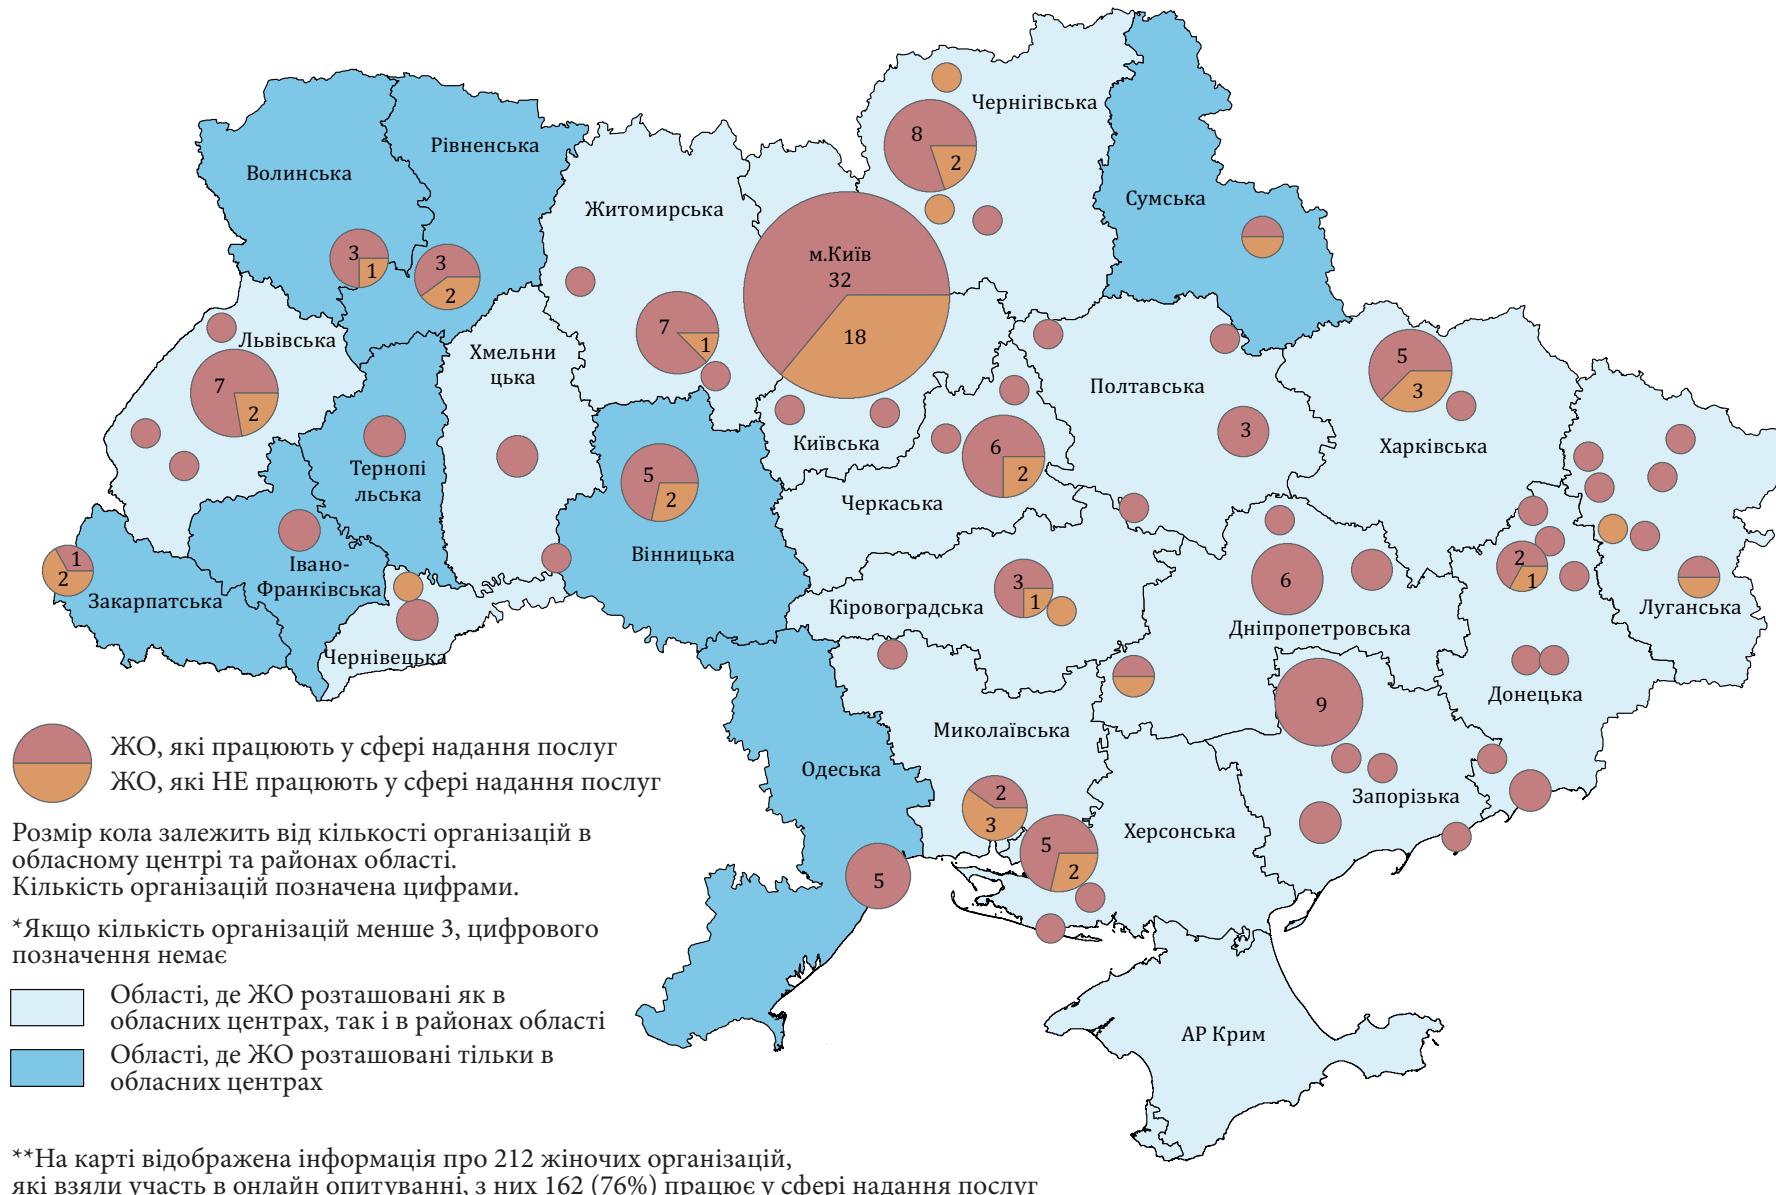 Чернігівська
8
2
Волинська
Рівненська
Житомирська
Сумська
3
1
3
2
м.Київ
32
18
7
1
Львівська
7
2
Хмельни
цька
Полтавська
3
5
3
Харківська
Тернопі
льська
5
2
Вінницька
Київська
6
2
Черкаська
1
2
Закарпатська
Івано-
Франківська
Чернівецька
3
1
Кіровоградська
6
Дніпропетровська
2
1
Луганська
Донецька
9
Запорізька
Миколаївська
2
3
Одеська
5
5
2
Херсонська
АР Крим
ЖО, які працюють у сфері надання послуг
ЖО, які НЕ працюють у сфері надання послуг
Розмір кола залежить від кількості організацій в
обласному центрі та районах області.
Кількість організацій позначена цифрами.
*Якщо кількість організацій менше 3, цифрового
позначення немає
Області, де ЖО розташовані як в
обласних центрах, так і в районах області
Області, де ЖО розташовані тільки в
обласних центрах
**На карті відображена інформація про 212 жіночих організацій,
які взяли участь в онлайн опитуванні, з них 162 (76%) працює у сфері надання послуг